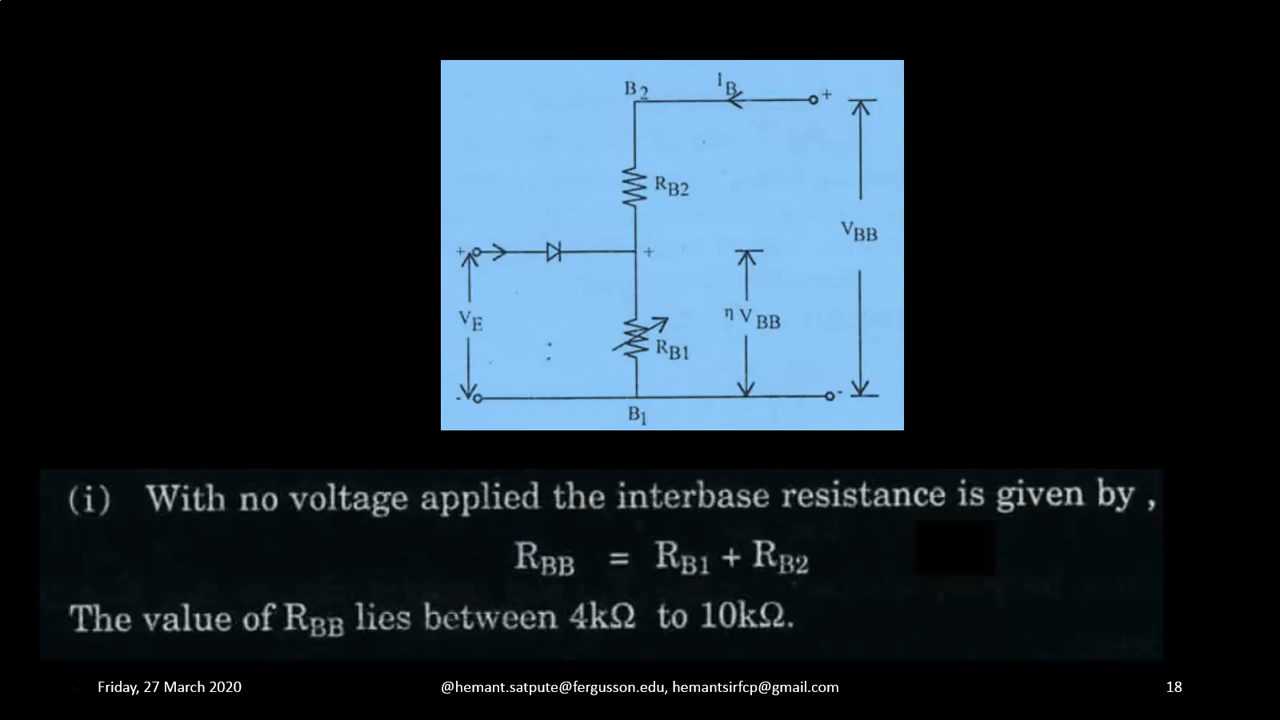 B2
IB
+
RB2
VBB
+
+
VE
η VBB
RB1
-
-
B1
(i) With no voltage applied the interbase resistance is given by ,
RBB = RB1 + RB2
The value of RBB lies between 4kΩ to 10kΩ.
Friday, 27 March 2020
@hemant.satpute@fergusson.edu, hemantsirfcp@gmail.com
18